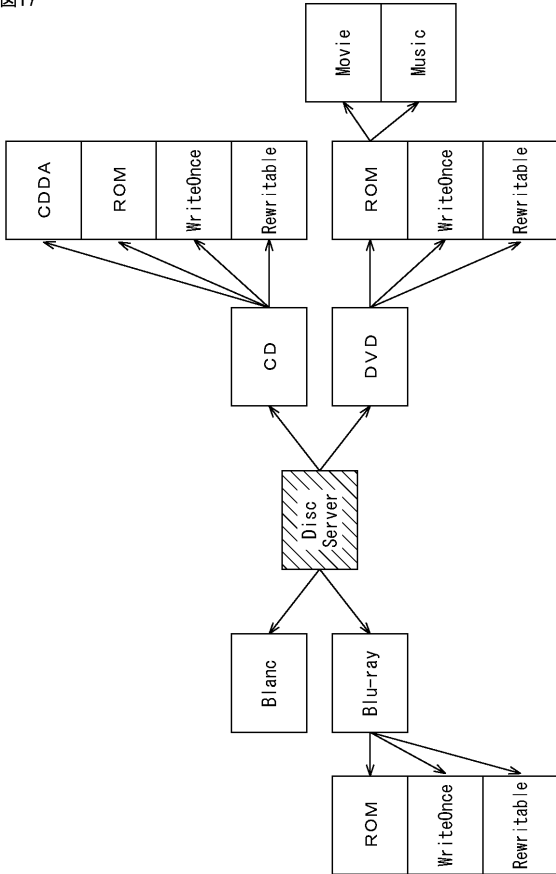 図17
Movie
Music
CDDA
ROM
WriteOnce
Rewritable
ROM
WriteOnce
Rewritable
CD
DVD
Disc
Server
Blanc
Blu-ray
ROM
WriteOnce
Rewritable